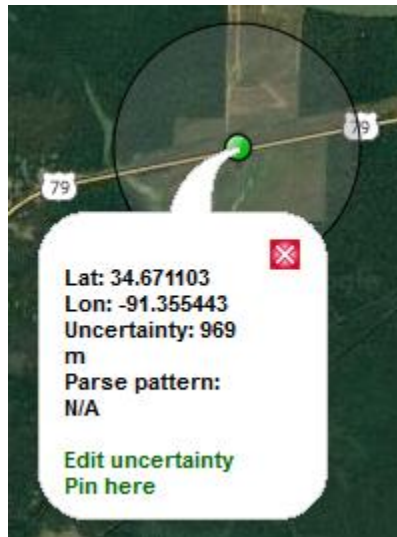 79
79
Lat: 34.671103
Lon: -91.355443
Uncertainty: 969
m
Parse pattern:
N/A
Edit uncertainty
Pin here